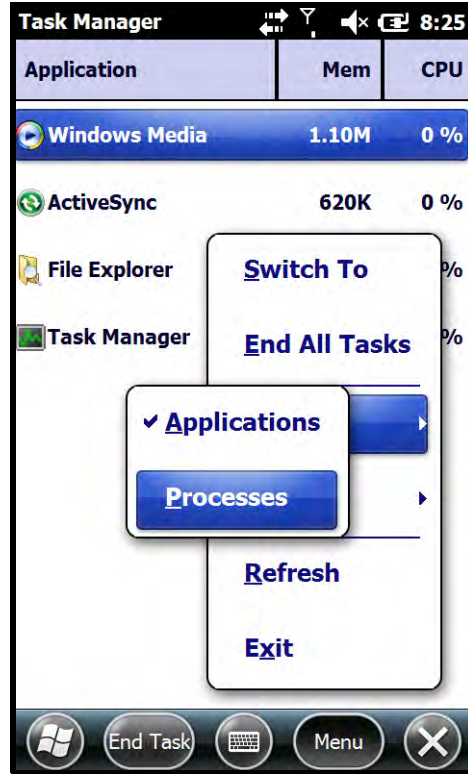 Task Manager 8:25
Application Mem CPU
Windows Media 1.10M 0 %
ActiveSync 620K 0 %
File Explorer Switch To %
Task Manager End All Tasks %
✔ Applications
Processes
Refresh
Exit
End Task Menu